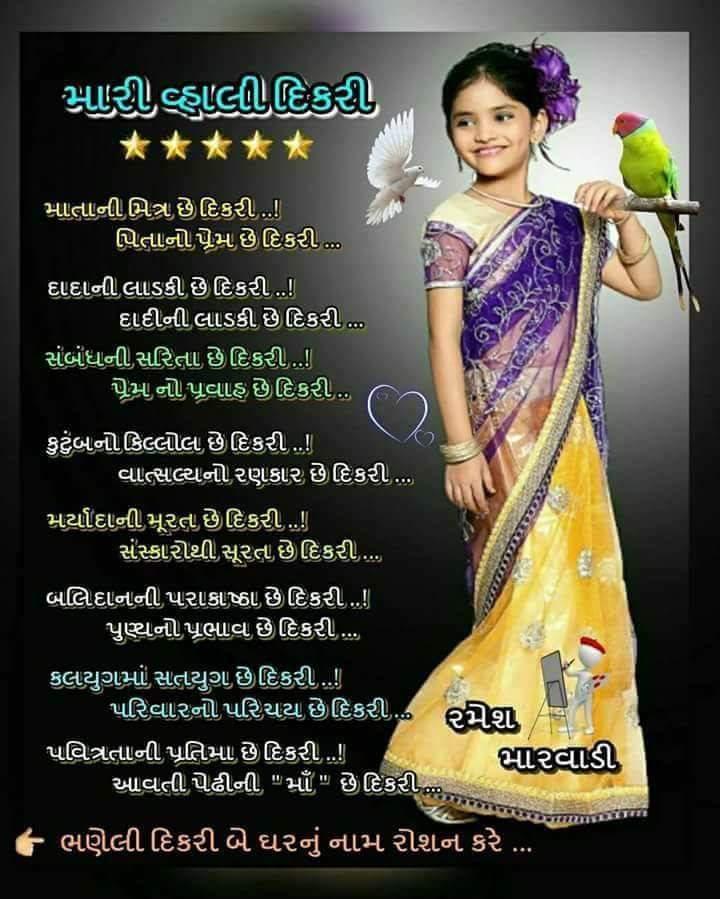 મારી વ્હાલી દિકરી
માતાની મિત્ર છે દિકરી ..!
પિતાનો પ્રેમ છે દિકરી ...
દાદાની લાડકી છે દિકરી ..!
દાદીની લાડકી છે દિકરી ...
સંબંધની સરિતા છે દિકરી ..!
પ્રેમ નો પ્રવાહ છે દિકરી ..
કુટુંબનો કિલ્લોલ છે દિકરી ..!
વાત્સલ્યનો રણકાર છે દિકરી ...
મર્યાદાની મૂરત છે દિકરી ..!
સંસ્કારોથી સૂરત છે દિકરી ...
બલિદાનની પરાકાષ્ઠા છે દિકરી ..!
પુણ્યનો પ્રભાવ છે દિકરી ...
કલયુગમાં સતયુગ છે દિકરી ..!
પરિવારનો પરિચય છે દિકરી ...
પવિત્રતાની પ્રતિમા છે દિકરી ..!
આવતી પેઢીની "માઁ" છે દિકરી ...
રમેશ
મારવાડી
ભણેલી દિકરી બે ઘરનું નામ રોશન કરે ...